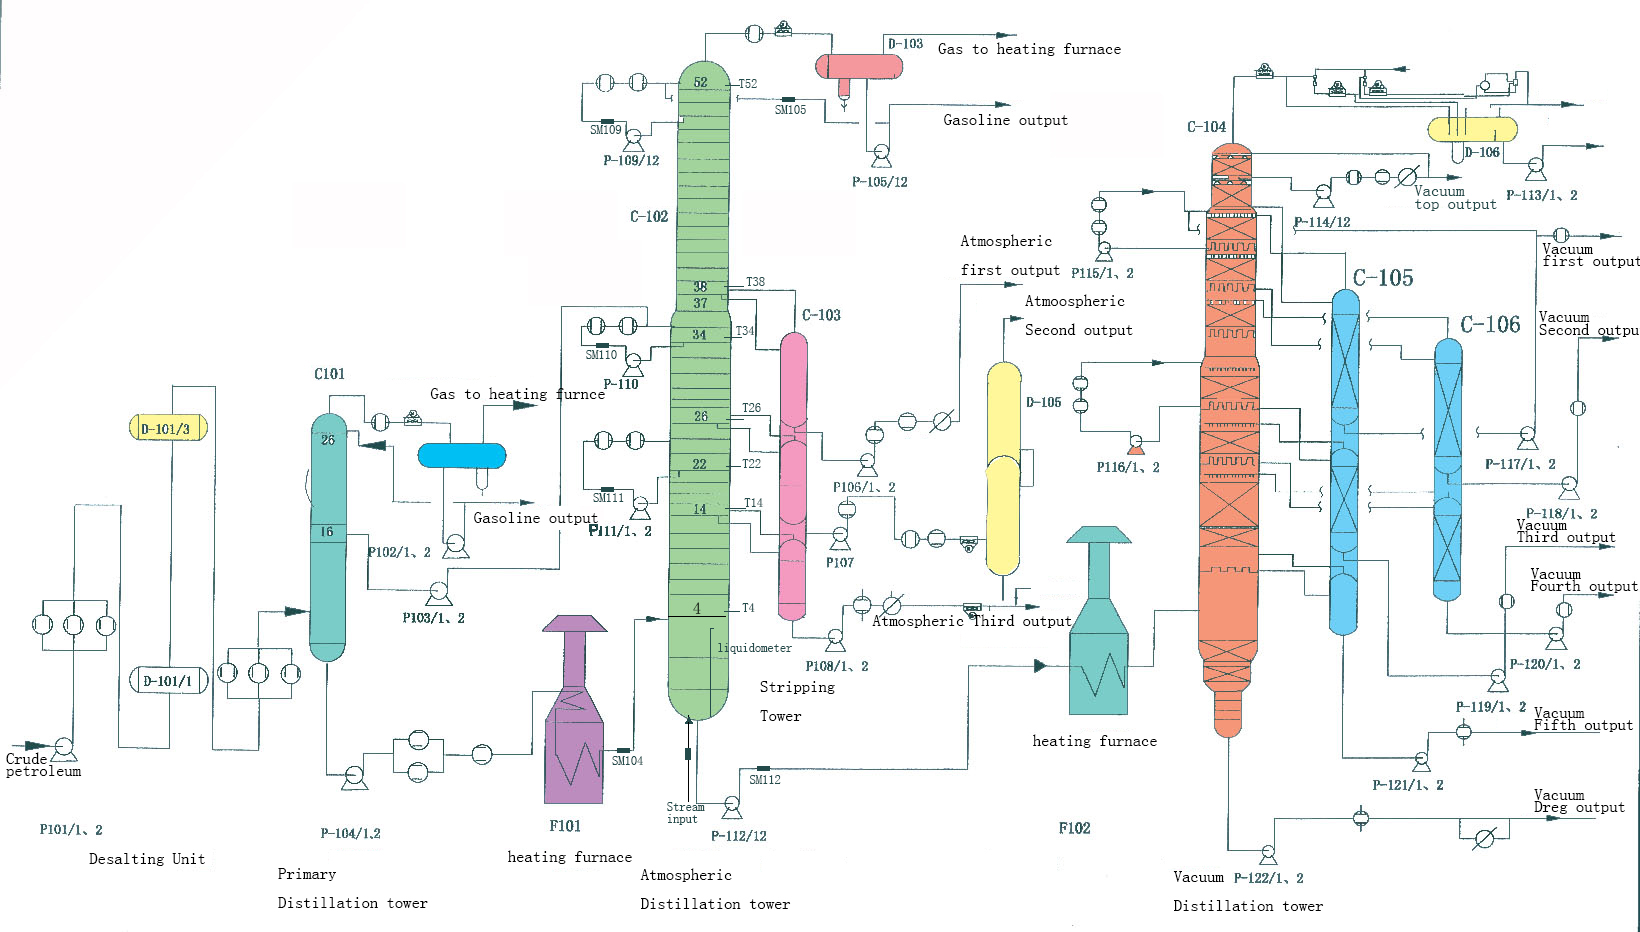 D-103
Gas to heating furnace
52
T52
SM105
Gasoline output
SM109
P-109/12
P-105/12
C-102
C-104
D-106
P-113/1、2
Vacuum
top output
P-114/12
P115/1、2
Atmospheric
first output
Vacuum
first output
38
T38
37
C-103
C-105
Atmoospheric
Second output
Vacuum
Second outpu
C-106
34
T34
SM110
P-110
C101
Gas to heating furnce
D-101/3
26
26
T26
D-105
22
T22
P106/1、2
P116/1、2
P-117/1、2
SM111
P111/1、2
14
T14
Gasoline output
16
P102/1、2
P107
P-118/1、2
Vacuum
Third output
Vacuum
Fourth output
P103/1、2
4
T4
Atmospheric Third output
liquidometer
P108/1、2
P-120/1、2
D-101/1
Stripping
Tower
P-119/1、2
Vacuum
Fifth output
heating furnace
Crude
petroleum
SM104
SM112
P-121/1、2
Stream
input
Vacuum
Dreg output
P101/1、2
P-104/1,2
F101
P-112/12
F102
Desalting Unit
heating furnace
Primary
Distillation tower
Atmospheric
Distillation tower
Vacuum
P-122/1、2
Distillation tower